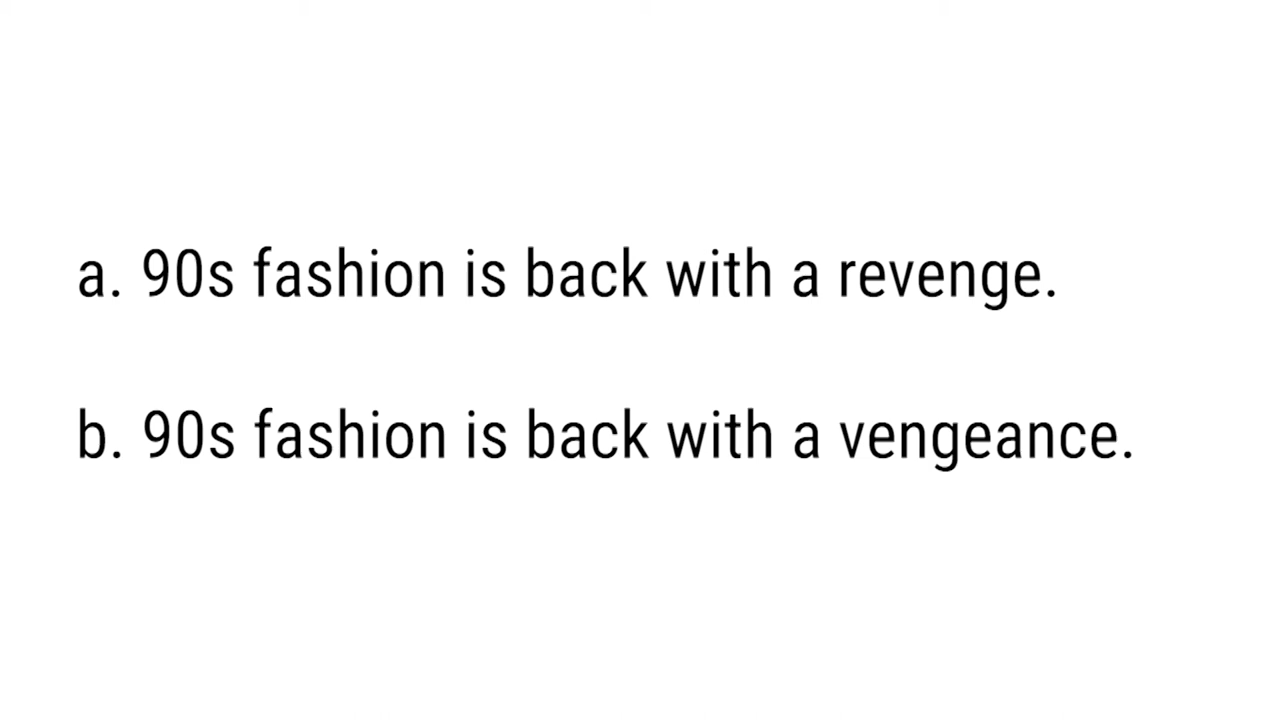 a. 90s fashion is back with a revenge.
b. 90s fashion is back with a vengeance.